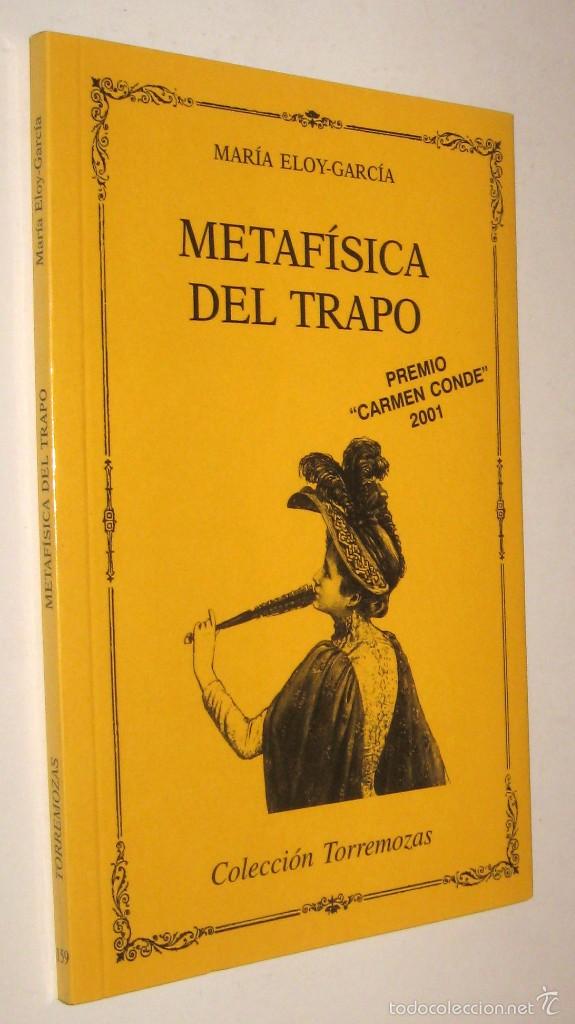 MARÍA ELOY-GARCÍA
METAFÍSICA
DEL TRAPO
PREMIO
"CARMEN CONDE"
2001
Colección Torremozas
María Eloy-García
METAFÍSICA DEL TRAPO
TORREMOZAS
159
todocoleccion.net